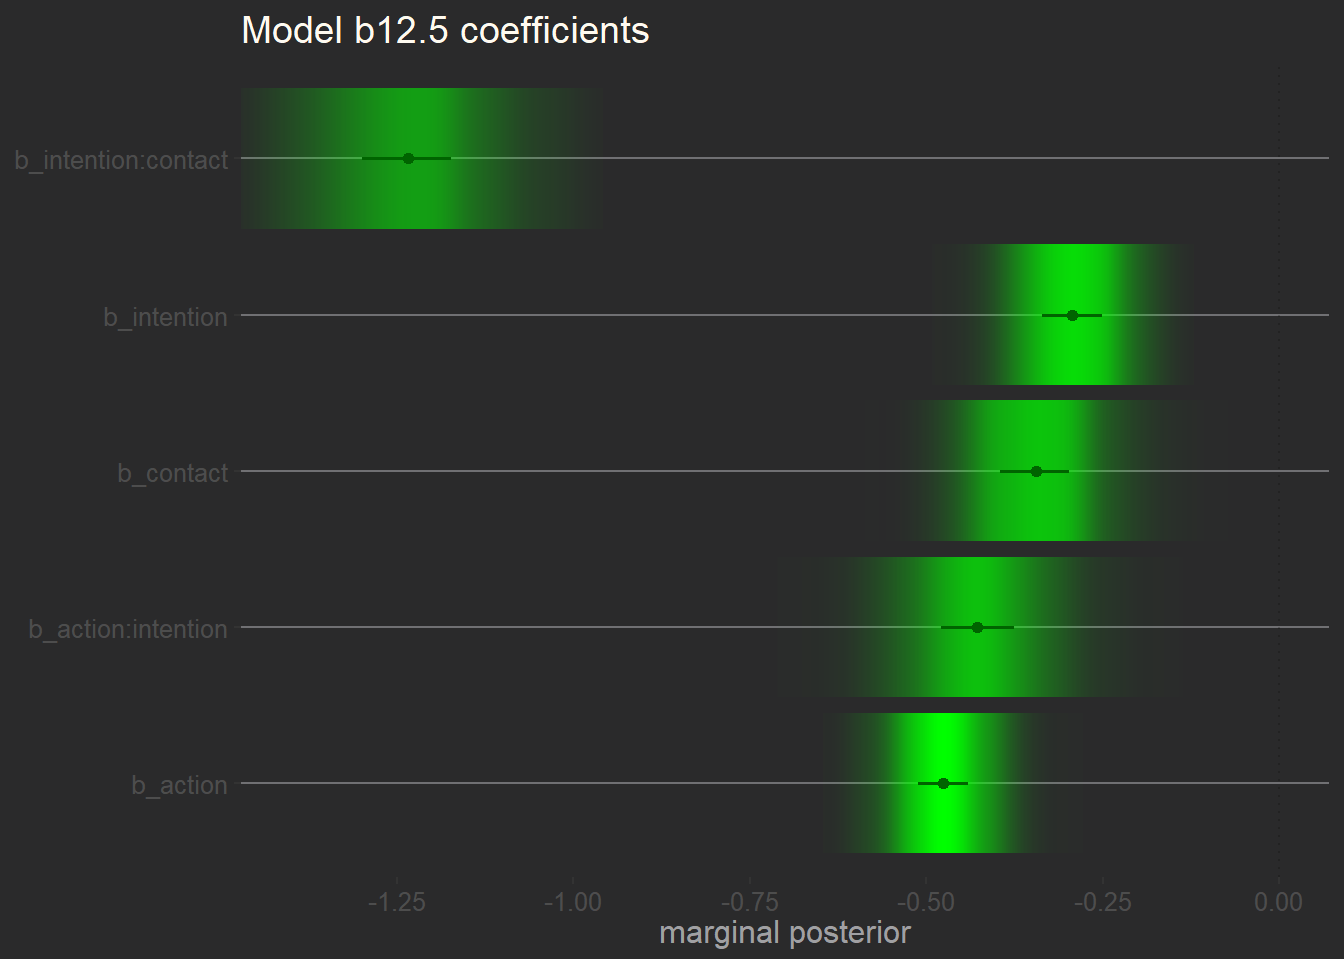 Model b12.5 coefficients
b_intention:contact
b_intention
b_contact
b_action:intention
b_action
-1.25 -1.00 -0.75 -0.50 -0.25 0.00
marginal posterior